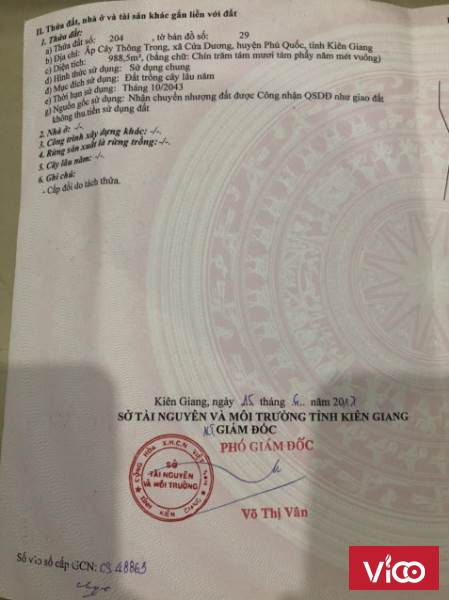 II. Thửa đất, nhà ở và tài sản khác gắn liền với đất
1. Thửa đất:
a) Thửa đất số: 204 , tờ bản đồ số: 29
b) Địa chỉ: Ấp Cây Thông Trong, xã Cửa Dương, huyện Phú Quốc, tỉnh Kiên Giang
c) Diện tích: 988,5m², (bằng chữ: Chín trăm tám mươi tám phẩy năm mét vuông)
d) Hình thức sử dụng: Sử dụng chung
đ) Mục đích sử dụng: Đất trồng cây lâu năm
e) Thời hạn sử dụng: Tháng 10/2043
g) Nguồn gốc sử dụng: Nhận chuyển nhượng đất được Công nhận QSDĐ như giao đất
không thu tiền sử dụng đất
2. Nhà ở: -/-.
3. Công trình xây dựng khác: -/-.
4. Rừng sản xuất là rừng trồng: -/-.
5. Cây lâu năm: -/-.
6. Ghi chú:
- Cấp đổi do tách thửa.
Kiên Giang, ngày 15 tháng năm 2017
SỞ TÀI NGUYÊN VÀ MÔI TRƯỜNG TỈNH KIÊN GIANG
GIÁM ĐỐC
PHÓ GIÁM ĐỐC
CỘNG HÒA X.H.C.N VIỆT NAM
SỞ
TÀI NGUYÊN
VÀ MÔI TRƯỜNG
TỈNH KIÊN GIANG
Võ Thị Vân
Số vào sổ cấp GCN: CS 48863
Vico